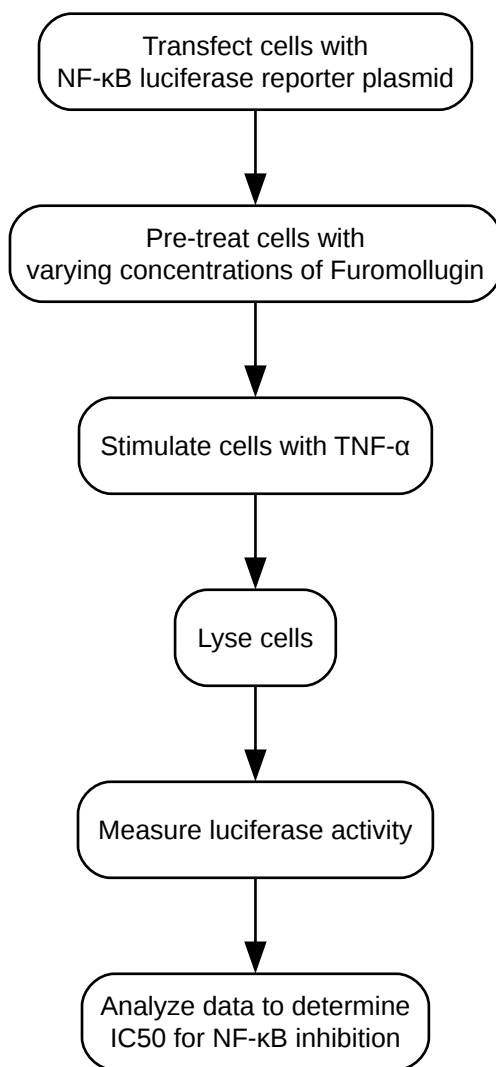 Transfect cells with
NF-κB luciferase reporter plasmid
Pre-treat cells with
varying concentrations of Furomollugin
Stimulate cells with TNF-α
Lyse cells
Measure luciferase activity
Analyze data to determine
IC50 for NF-κB inhibition